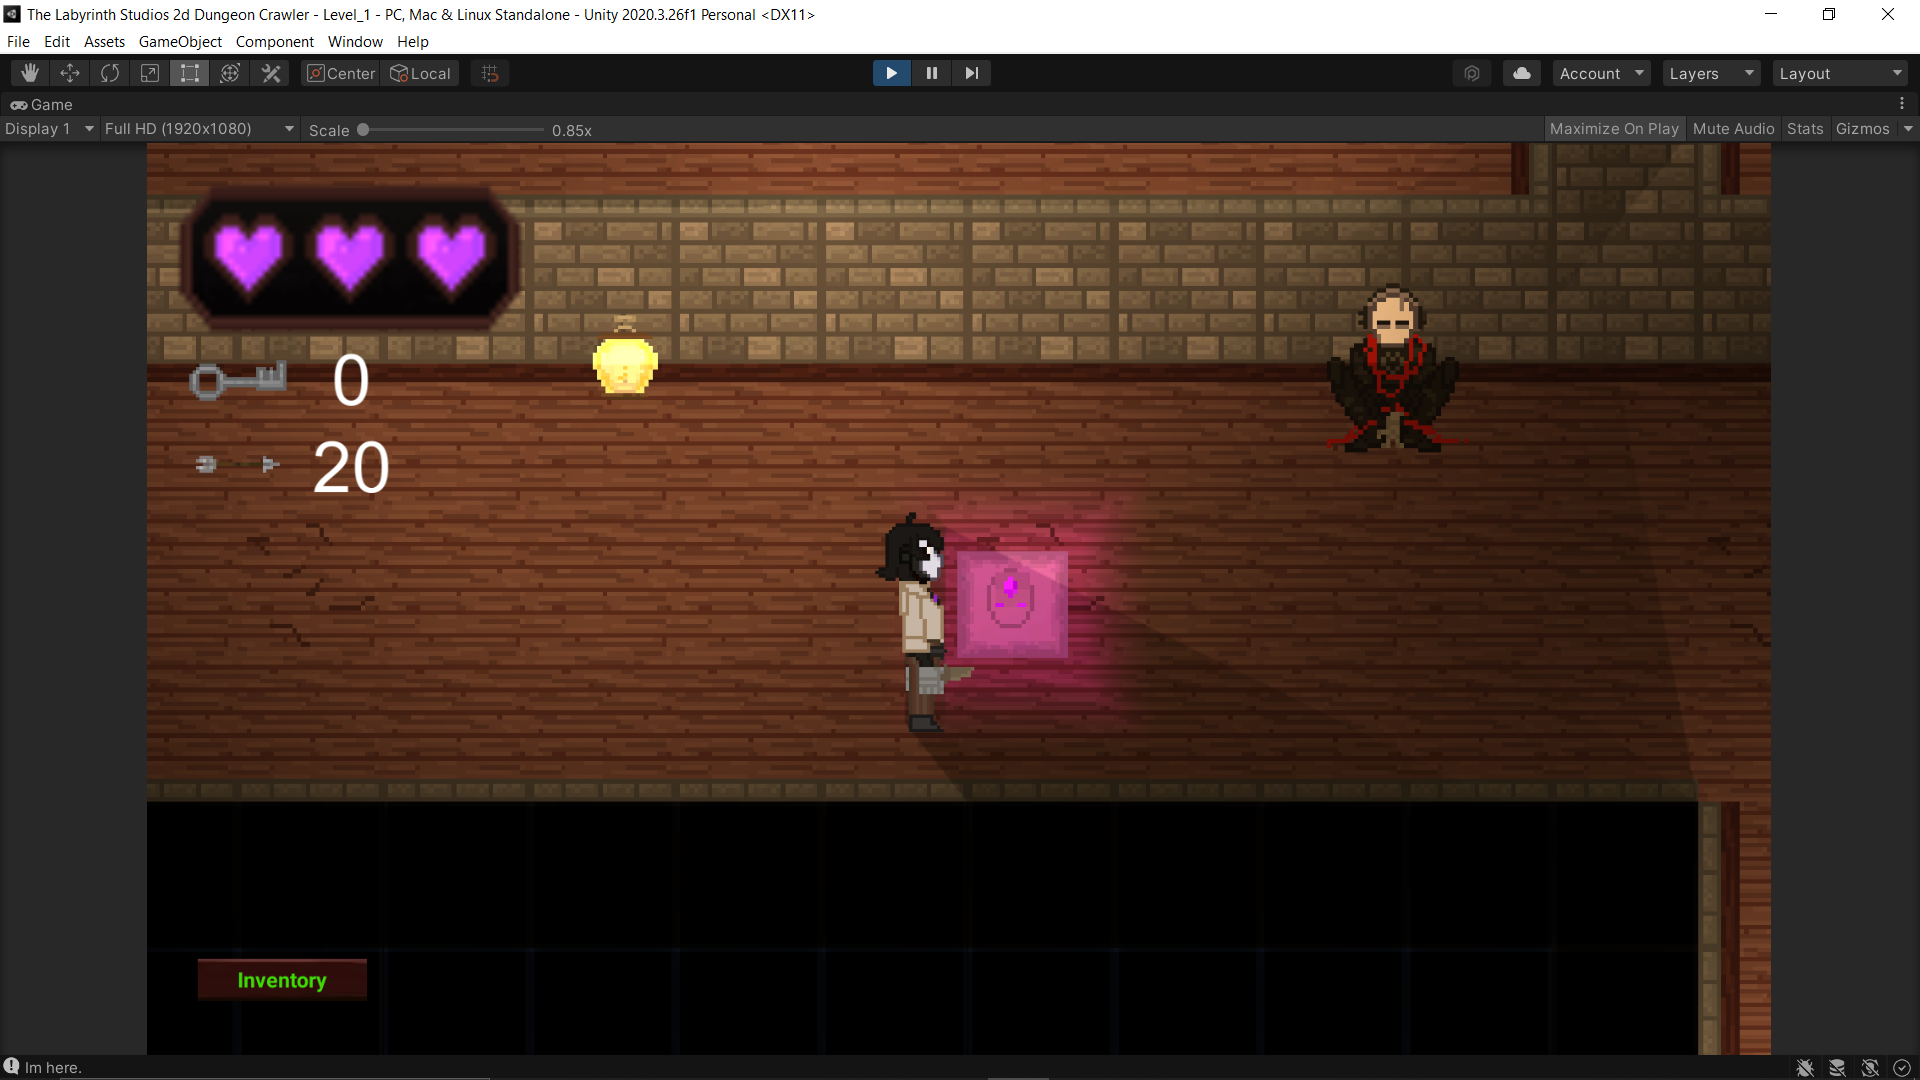 The Labyrinth Studios 2d Dungeon Crawler - Level_1 - PC, Mac & Linux Standalone - Unity 2020.3.26f1 Personal <DX11>
File Edit Assets GameObject Component Window Help
Center Local Account Layers Layout
Game
Display 1 Full HD (1920x1080) Scale 0.85x Maximize On Play Mute Audio Stats Gizmos
0
20
Inventory
Im here.